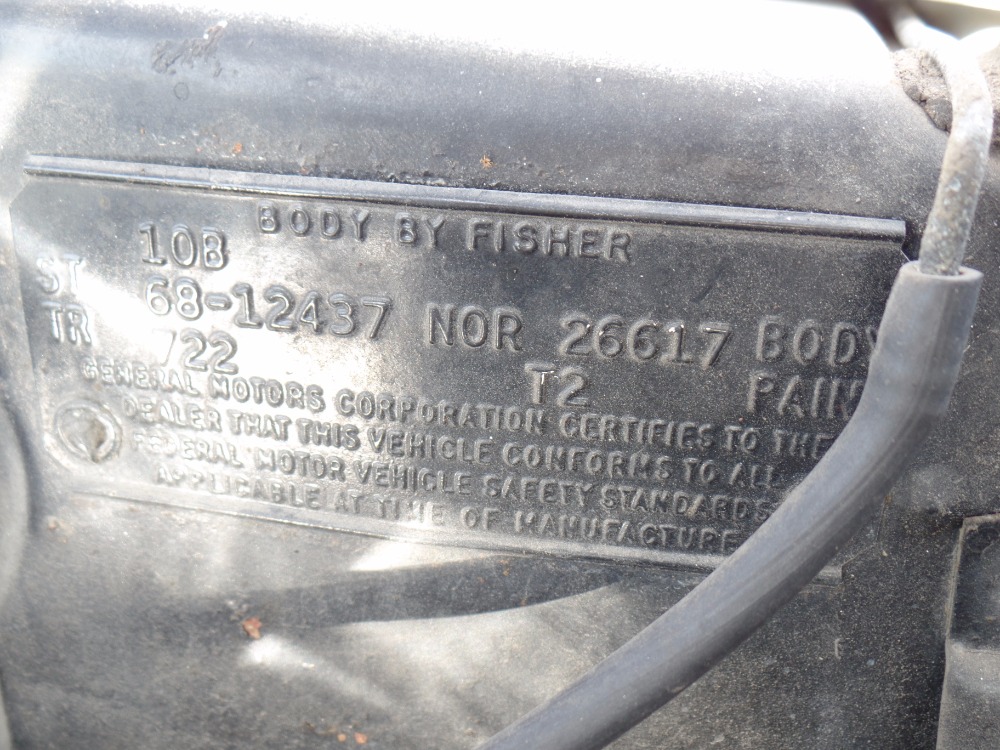 BODY BY FISHER
10B
ST 68-12437 NOR 26617 BODY
TR 722 T2 PAIN
GENERAL MOTORS CORPORATION CERTIFIES TO THE
DEALER THAT THIS VEHICLE CONFORMS TO ALL
FEDERAL MOTOR VEHICLE SAFETY STANDARDS
APPLICABLE AT TIME OF MANUFACTURE